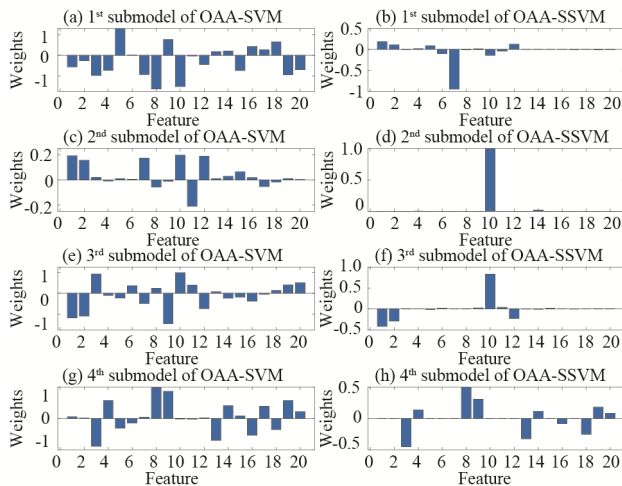 (a) 1st submodel of OAA-SVM
Weights
1
0
-1
0 2 4 6 8 10 12 14 16 18 20
Feature
(b) 1st submodel of OAA-SSVM
Weights
0.5
0
-0.5
-1
0 2 4 6 8 10 12 14 16 18 20
Feature
(c) 2nd submodel of OAA-SVM
Weights
0.2
0
-0.2
0 2 4 6 8 10 12 14 16 18 20
Feature
(d) 2nd submodel of OAA-SSVM
Weights
1.0
0.5
0
0 2 4 6 8 10 12 14 16 18 20
Feature
(e) 3rd submodel of OAA-SVM
Weights
1
0
-1
0 2 4 6 8 10 12 14 16 18 20
Feature
(f) 3rd submodel of OAA-SSVM
Weights
1.0
0.5
0
-0.5
0 2 4 6 8 10 12 14 16 18 20
Feature
(g) 4th submodel of OAA-SVM
Weights
1
0
-1
0 2 4 6 8 10 12 14 16 18 20
Feature
(h) 4th submodel of OAA-SSVM
Weights
0.5
0
-0.5
0 2 4 6 8 10 12 14 16 18 20
Feature